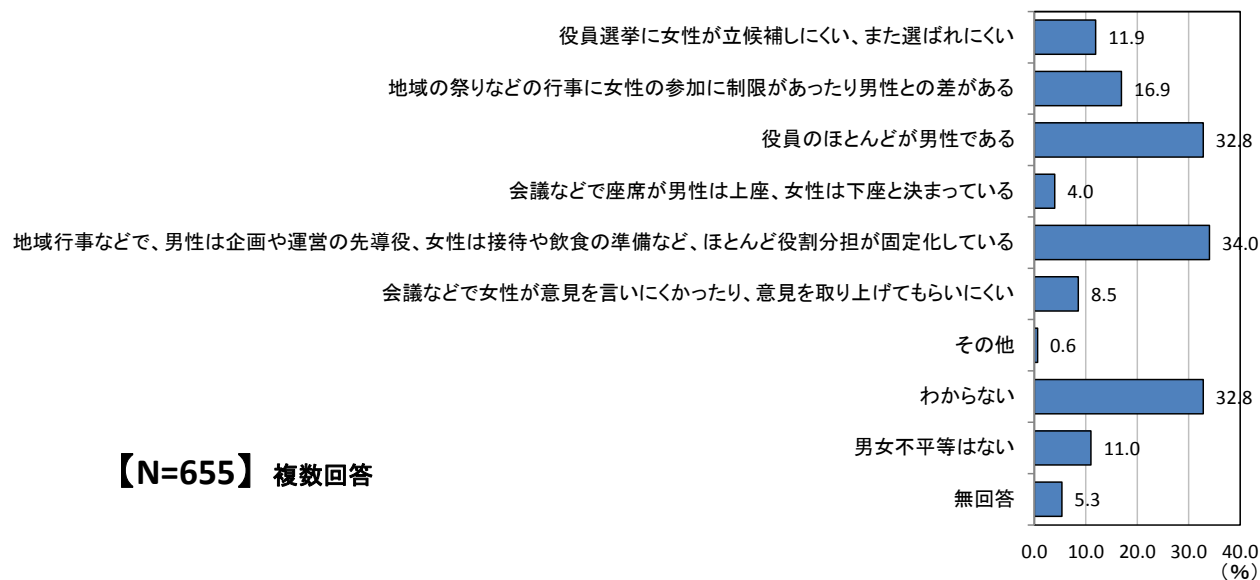 役員選挙に女性が立候補しにくい、また選ばれにくい 11.9
地域の祭りなどの行事に女性の参加に制限があったり男性との差がある 16.9
役員のほとんどが男性である 32.8
会議などで座席が男性は上座、女性は下座と決まっている 4.0
地域行事などで、男性は企画や運営の先導役、女性は接待や飲食の準備など、ほとんど役割分担が固定化している 34.0
会議などで女性が意見を言いにくかったり、意見を取り上げてもらいにくい 8.5
その他 0.6
わからない 32.8
男女不平等はない 11.0
【N=655】 複数回答
無回答 5.3
0.0 10.0 20.0 30.0 40.0
(%)